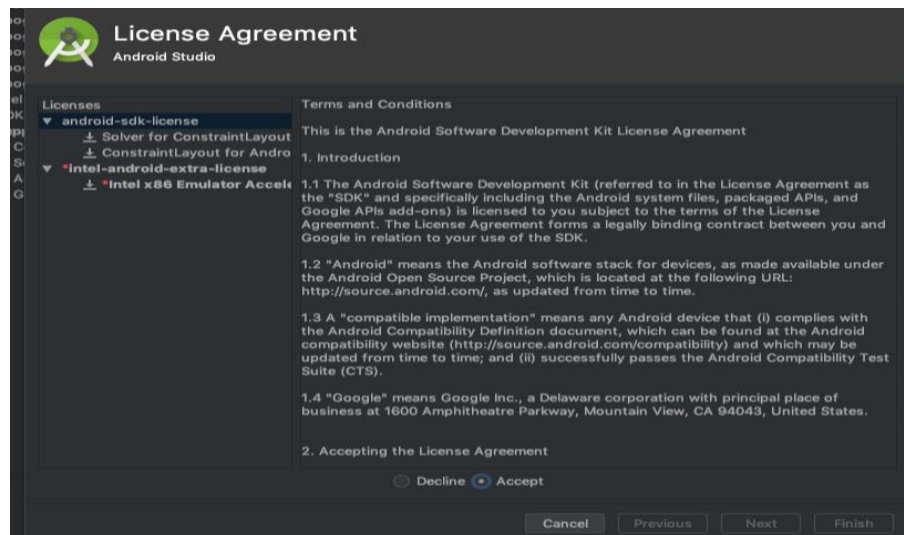 License Agreement
Android Studio
Licenses
android-sdk-license
Solver for ConstraintLayout
ConstraintLayout for Andro
*intel-android-extra-license
*Intel x86 Emulator Accele
Terms and Conditions
This is the Android Software Development Kit License Agreement
1. Introduction
1.1 The Android Software Development Kit (referred to in the License Agreement as
the "SDK" and specifically including the Android system files, packaged APIs, and
Google APIs add-ons) is licensed to you subject to the terms of the License
Agreement. The License Agreement forms a legally binding contract between you and
Google in relation to your use of the SDK.
1.2 "Android" means the Android software stack for devices, as made available under
the Android Open Source Project, which is located at the following URL:
http://source.android.com/, as updated from time to time.
1.3 A "compatible implementation" means any Android device that (i) complies with
the Android Compatibility Definition document, which can be found at the Android
compatibility website (http://source.android.com/compatibility) and which may be
updated from time to time; and (ii) successfully passes the Android Compatibility Test
Suite (CTS).
1.4 "Google" means Google Inc., a Delaware corporation with principal place of
business at 1600 Amphitheatre Parkway, Mountain View, CA 94043, United States.
2. Accepting the License Agreement
Decline Accept
Cancel Previous Next Finish